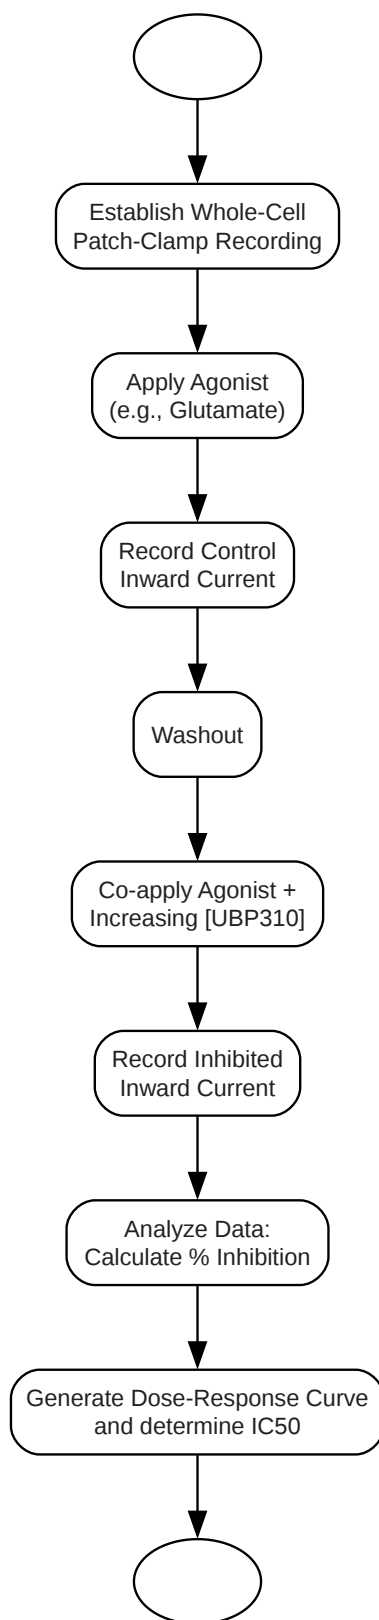 Establish Whole-Cell
Patch-Clamp Recording
Apply Agonist
(e.g., Glutamate)
Record Control
Inward Current
Washout
Co-apply Agonist +
Increasing [UBP310]
Record Inhibited
Inward Current
Analyze Data:
Calculate % Inhibition
Generate Dose-Response Curve
and determine IC50